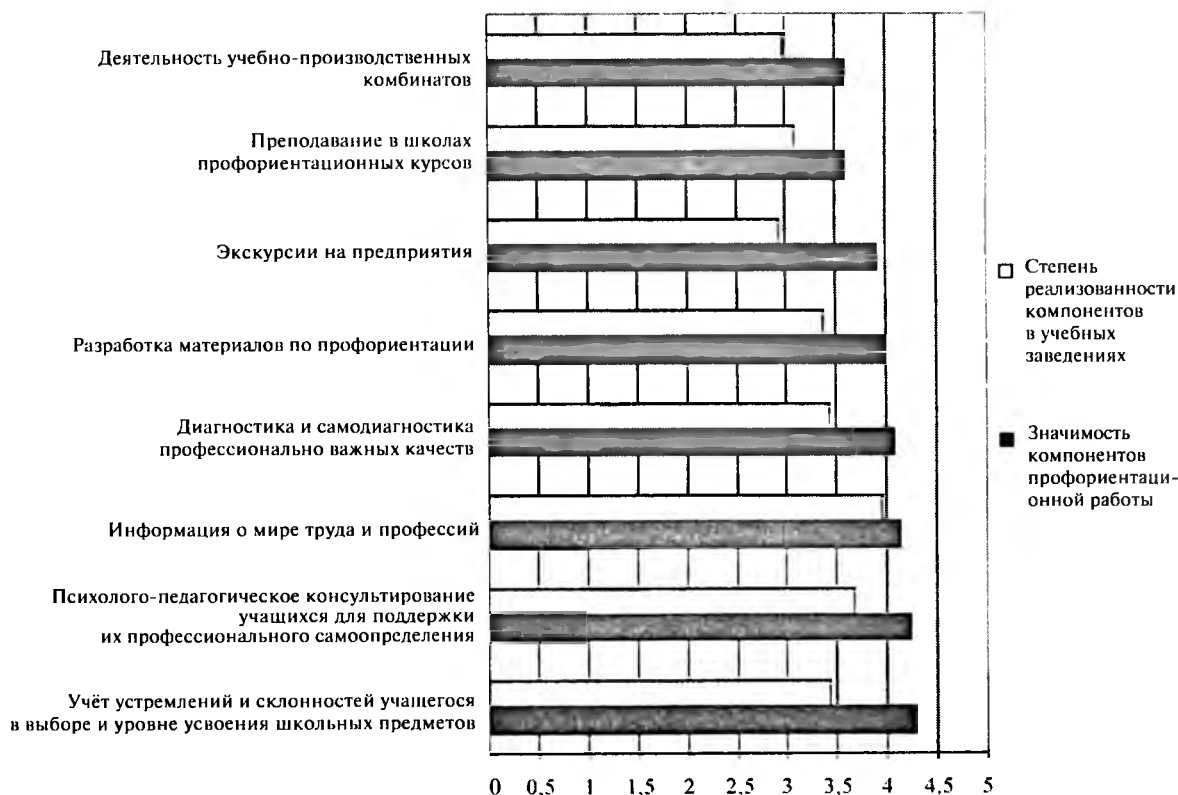 Деятельность учебно-производственных
комбинатов
Преподавание в школах
профориентационных курсов
Экскурсии на предприятия
Разработка материалов по профориентации
Диагностика и самодиагностика
профессионально важных качеств
Информация о мире труда и профессий
Психолого-педагогическое консультирование
учащихся для поддержки
их профессионального самоопределения
Учёт устремлений и склонностей учащегося
в выборе и уровне усвоения школьных предметов
0 0,5 1 1,5 2 2,5 3 3,5 4 4,5 5
Степень
реализованности
компонентов
в учебных
заведениях
Значимость
компонентов
профориентаци-
онной работы